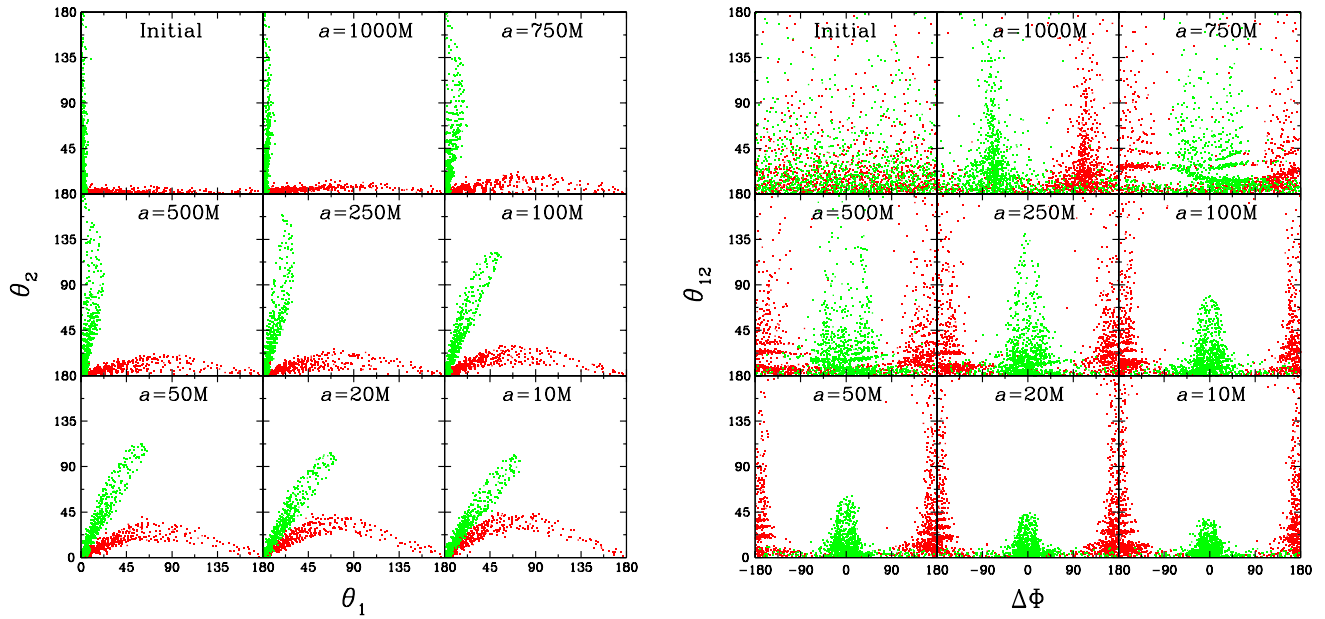 180 Initial a=1000M a=750M
135
90
45
180 a=500M a=250M a=100M
135
90
45
180 a=50M a=20M a=10M
135
90
45
0
0 45 90 135 180 45 90 135 180 45 90 135 180
θ₂
θ₁
180 Initial a=1000M a=750M
135
90
45
180 a=500M a=250M a=100M
135
90
45
180 a=50M a=20M a=10M
135
90
45
0
-180 -90 0 90 180 -90 0 90 180 -90 0 90 180
θ₁₂
ΔΦ